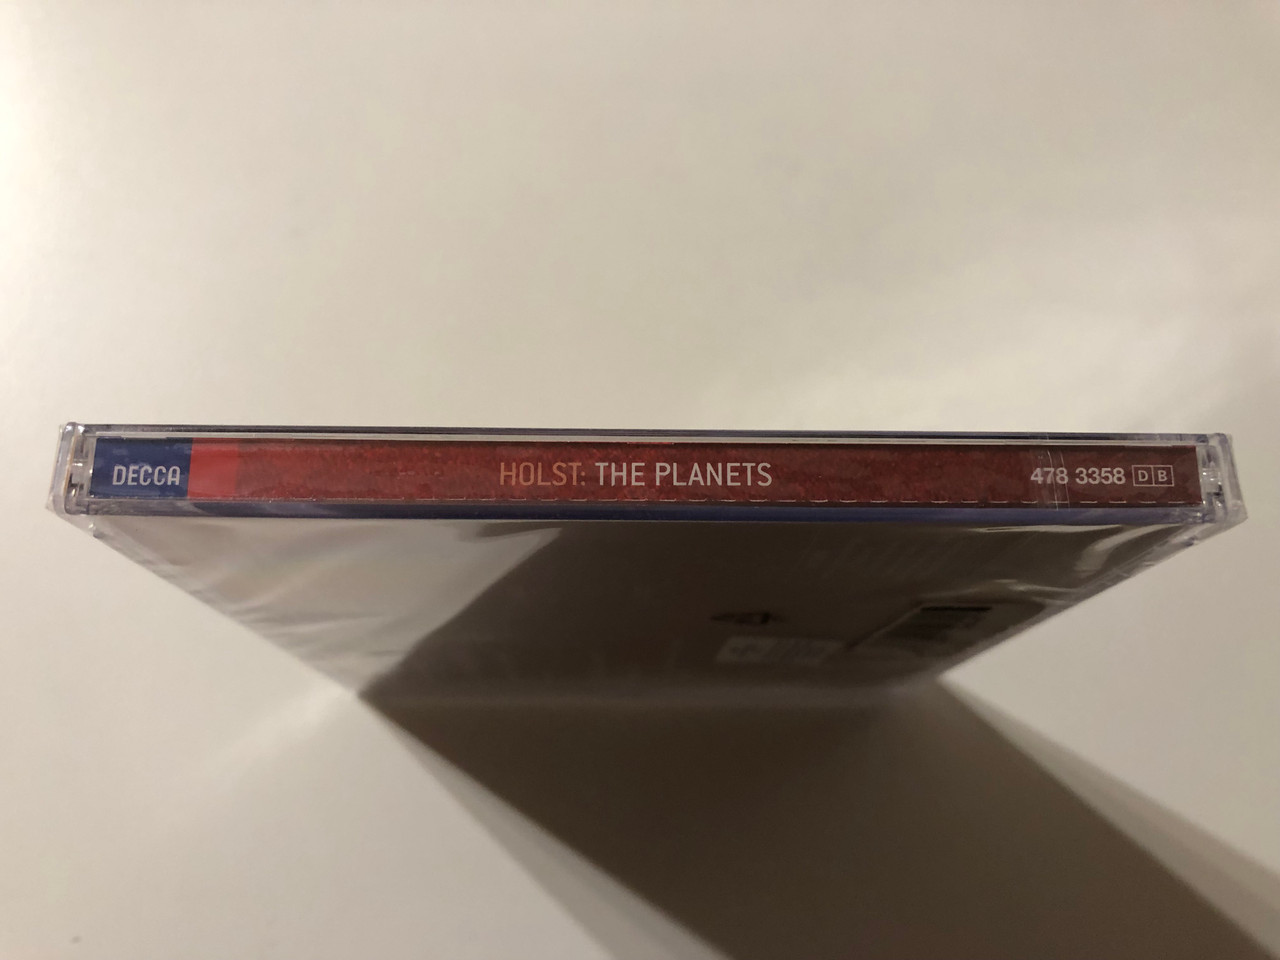 DECCA HOLST: THE PLANETS 478 3358 DB